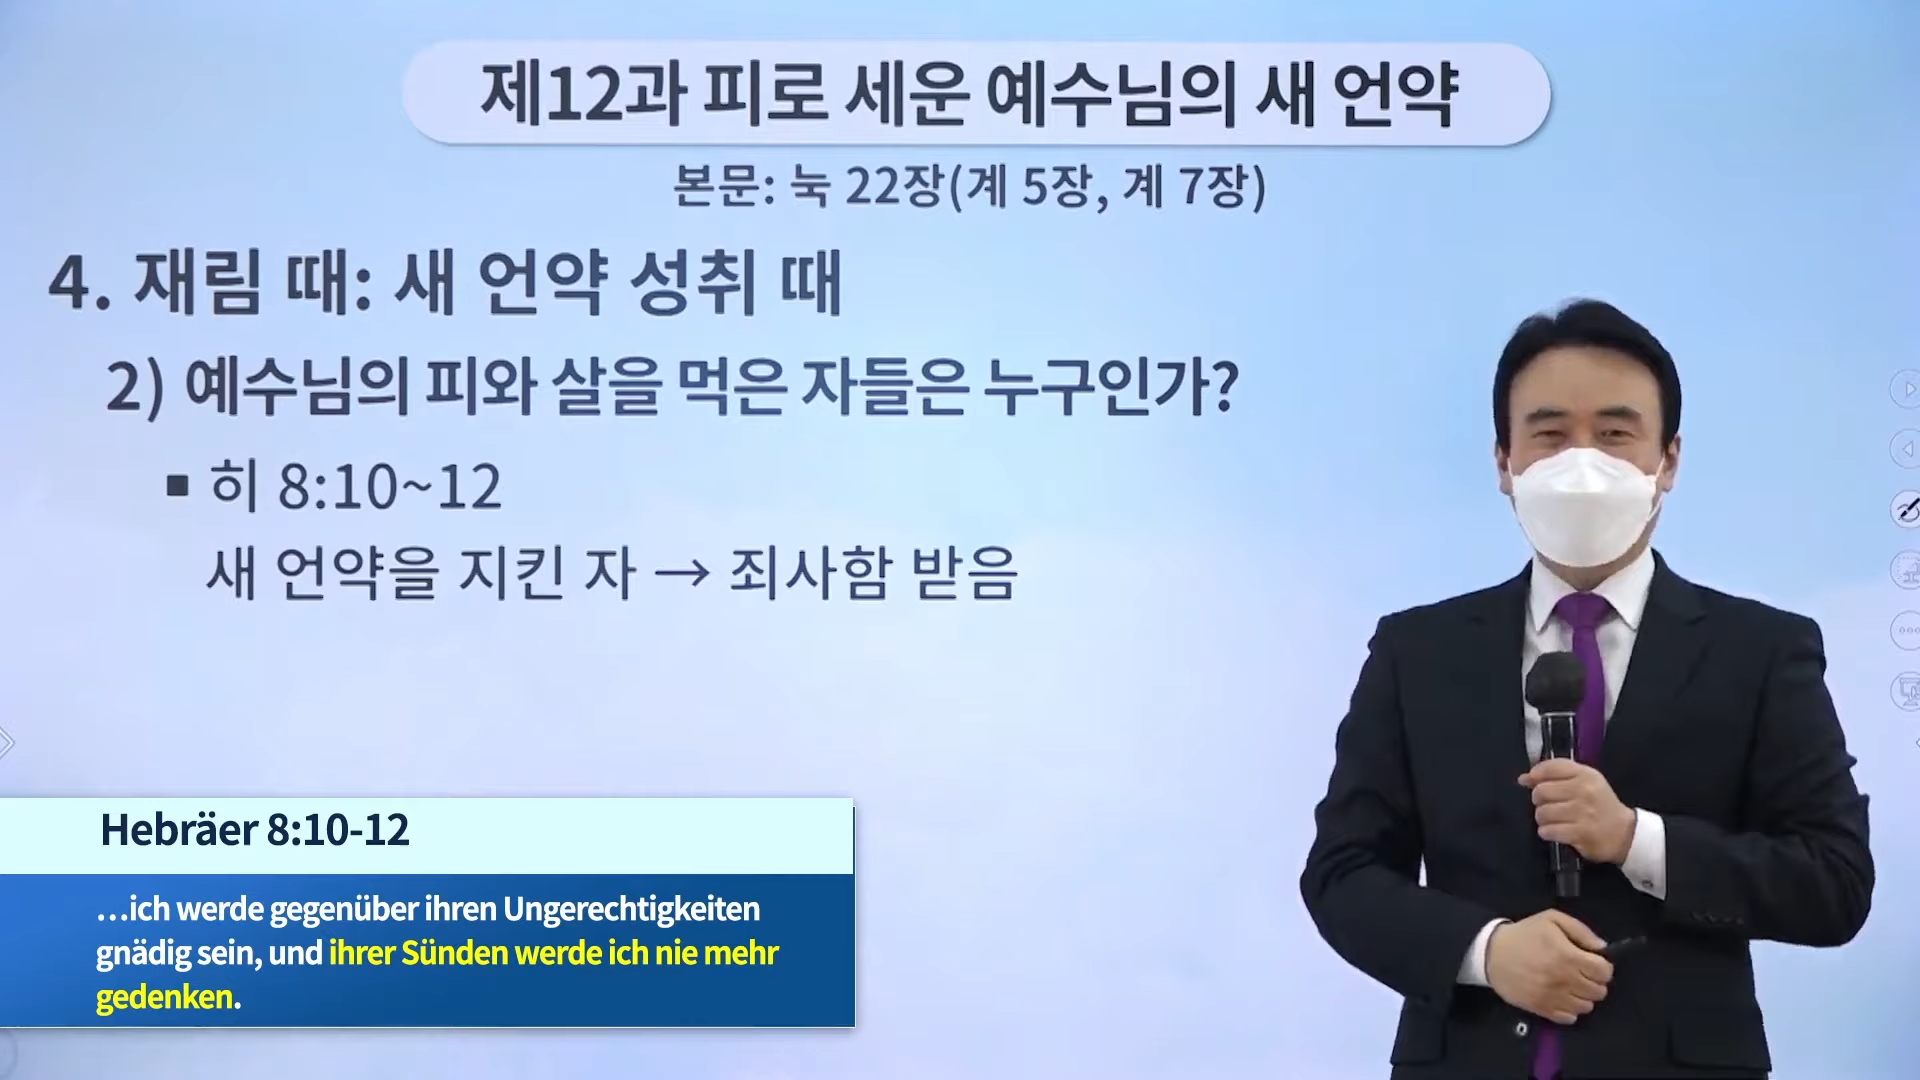 제12과 피로 세운 예수님의 새 언약
본문: 눅 22장(계 5장, 계 7장)
4. 재림 때: 새 언약 성취 때
2) 예수님의 피와 살을 먹은 자들은 누구인가?
▪ 히 8:10~12
새 언약을 지킨 자 → 죄사함 받음
Hebräer 8:10-12
…ich werde gegenüber ihren Ungerechtigkeiten
gnädig sein, und ihrer Sünden werde ich nie mehr
gedenken.